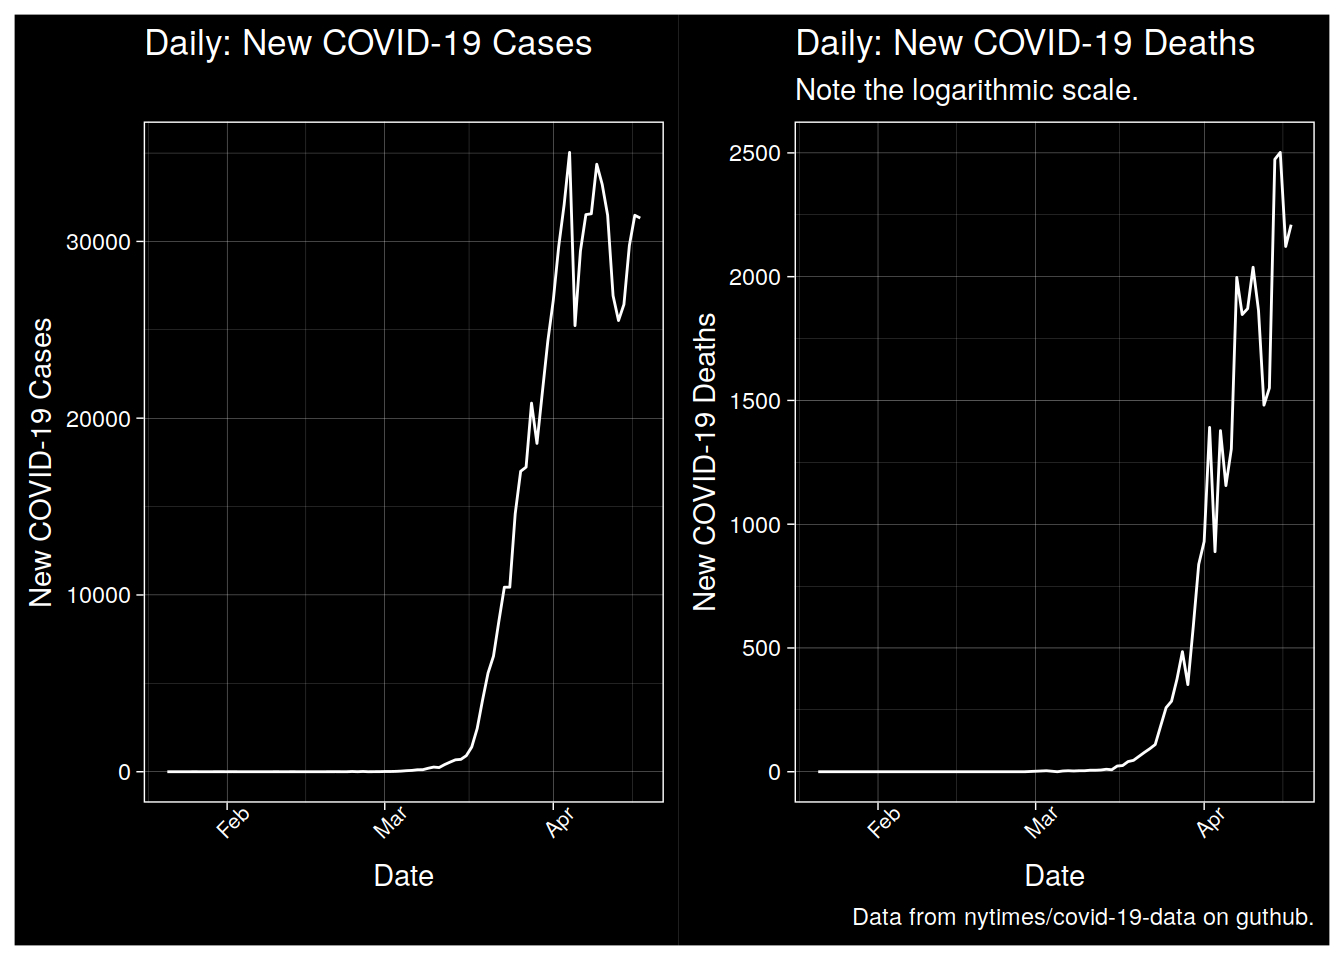 Daily: New COVID-19 Cases
New COVID-19 Cases
30000
20000
10000
0
Feb
Mar
Apr
Date
Daily: New COVID-19 Deaths
Note the logarithmic scale.
New COVID-19 Deaths
2500
2000
1500
1000
500
0
Feb
Mar
Apr
Date
Data from nytimes/covid-19-data on guthub.